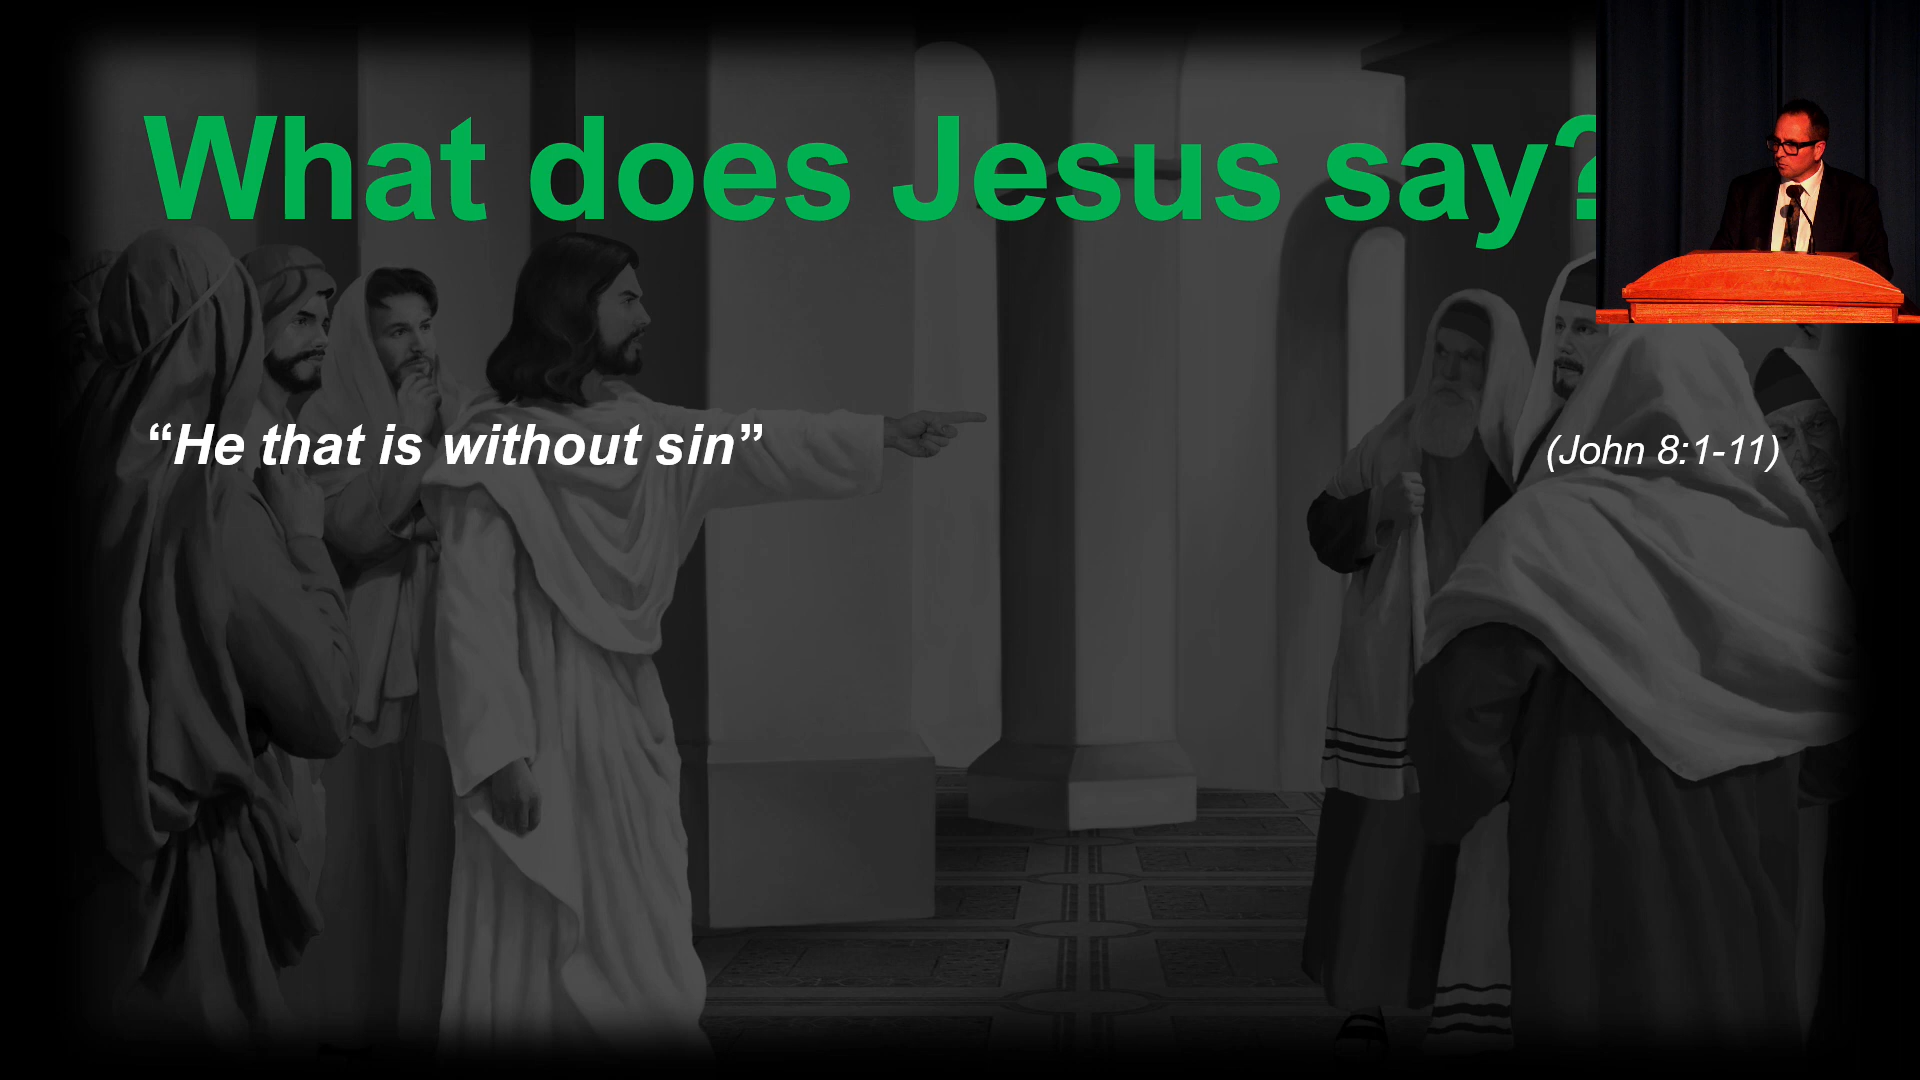 What does Jesus say?
“He that is without sin”
(John 8:1-11)